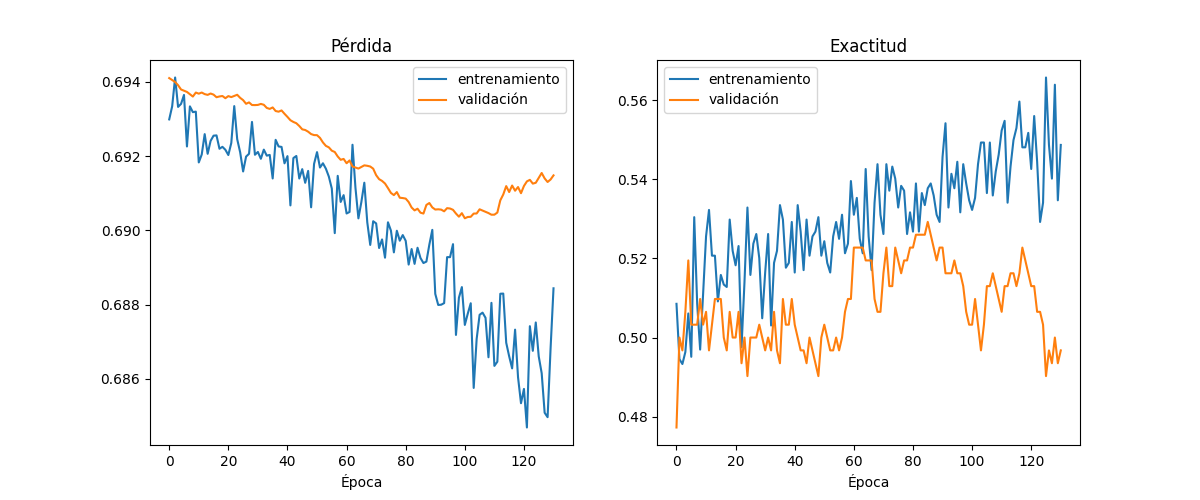 Pérdida
0.694
0.692
0.690
0.688
0.686
entrenamiento
validación
0 20 40 60 80 100 120
Época
Exactitud
0.56
0.54
0.52
0.50
0.48
entrenamiento
validación
0 20 40 60 80 100 120
Época